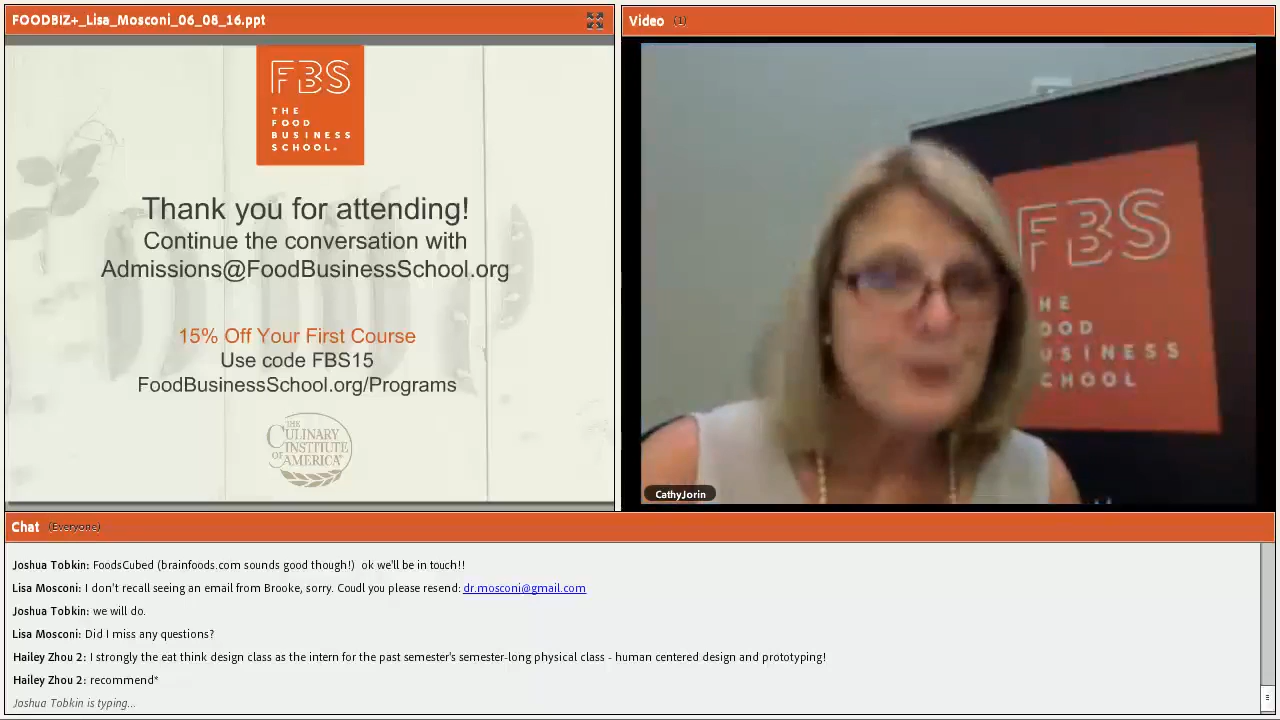 FOODBIZ+_Lisa_Mosconi_06_08_16.ppt
FBS
THE
FOOD
BUSINESS
SCHOOL.
Thank you for attending!
Continue the conversation with
Admissions@FoodBusinessSchool.org
15% Off Your First Course
Use code FBS15
FoodBusinessSchool.org/Programs
THE
CULINARY
INSTITUTE
OF AMERICA
Video (1)
FBS
HE
OOD
USINESS
CHOOL
CathyJorin
Chat (Everyone)
Joshua Tobkin: FoodsCubed (brainfoods.com sounds good though!) ok we'll be in touch!!
Lisa Mosconi: I don't recall seeing an email from Brooke, sorry. Coudl you please resend: dr.mosconi@gmail.com
Joshua Tobkin: we will do.
Lisa Mosconi: Did I miss any questions?
Hailey Zhou 2: I strongly the eat think design class as the intern for the past semester's semester-long physical class - human centered design and prototyping!
Hailey Zhou 2: recommend*
Joshua Tobkin is typing...